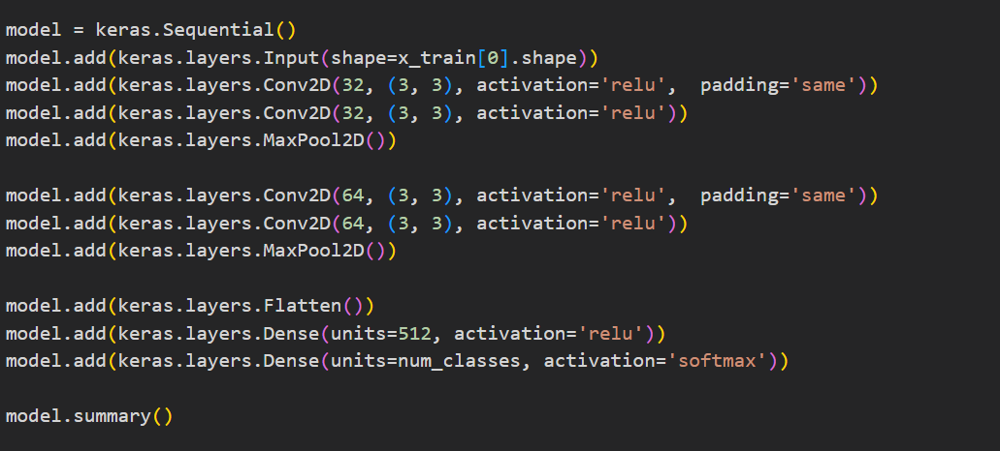 model = keras.Sequential()
model.add(keras.layers.Input(shape=x_train[0].shape))
model.add(keras.layers.Conv2D(32, (3, 3), activation='relu',  padding='same'))
model.add(keras.layers.Conv2D(32, (3, 3), activation='relu'))
model.add(keras.layers.MaxPool2D())

model.add(keras.layers.Conv2D(64, (3, 3), activation='relu',  padding='same'))
model.add(keras.layers.Conv2D(64, (3, 3), activation='relu'))
model.add(keras.layers.MaxPool2D())

model.add(keras.layers.Flatten())
model.add(keras.layers.Dense(units=512, activation='relu'))
model.add(keras.layers.Dense(units=num_classes, activation='softmax'))

model.summary()